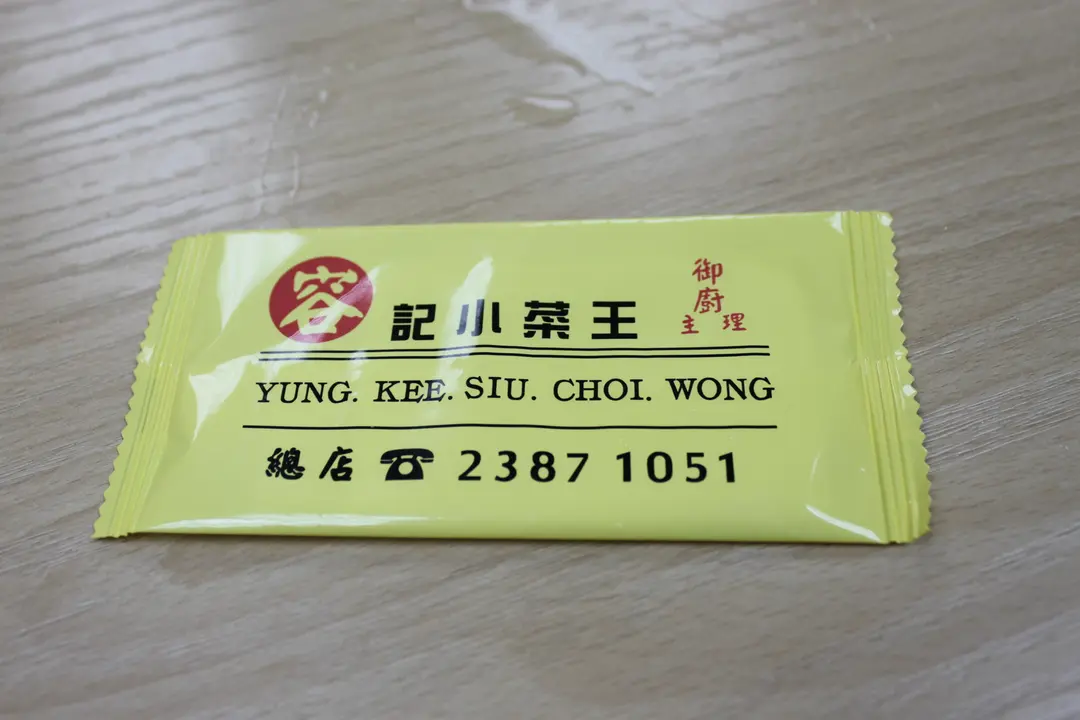 容記小菜王
御廚主理
YUNG. KEE. SIU. CHOI. WONG
總店 ☎ 2387 1051